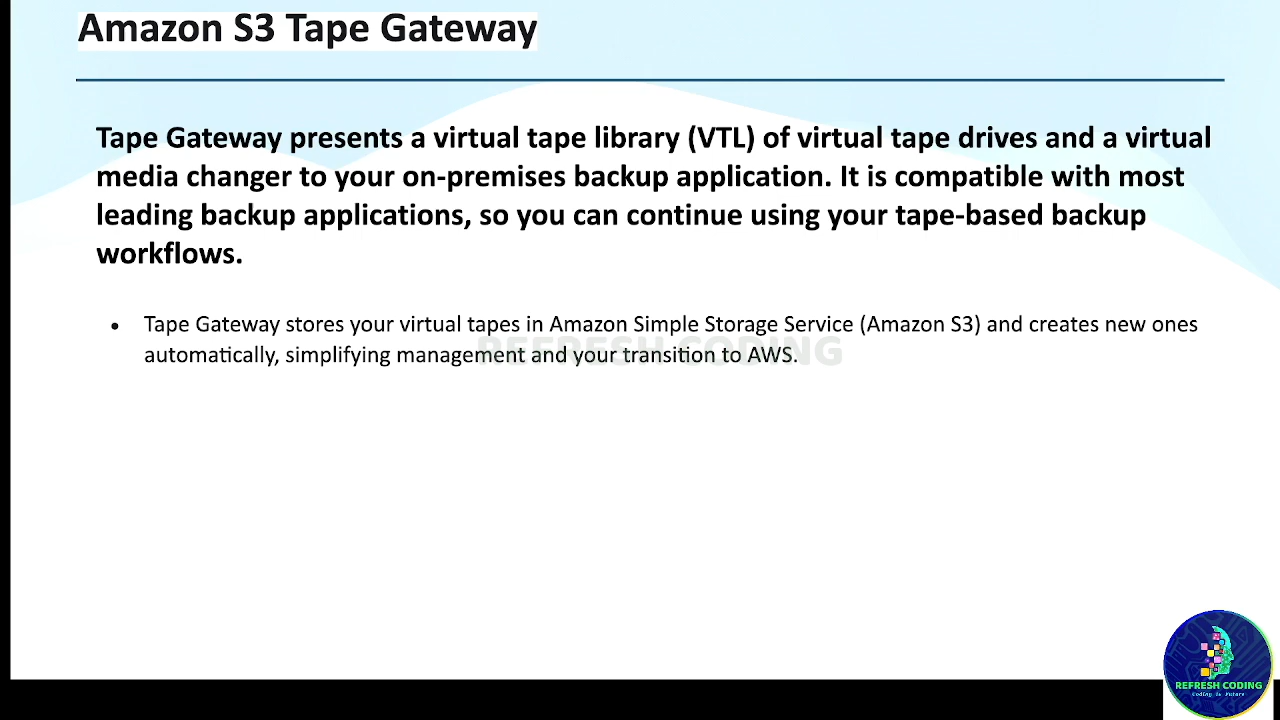 Amazon S3 Tape Gateway
Tape Gateway presents a virtual tape library (VTL) of virtual tape drives and a virtual
media changer to your on-premises backup application. It is compatible with most
leading backup applications, so you can continue using your tape-based backup
workflows.
• Tape Gateway stores your virtual tapes in Amazon Simple Storage Service (Amazon S3) and creates new ones
automatically, simplifying management and your transition to AWS.
REFRESH CODING
REFRESH CODING
Coding is Future